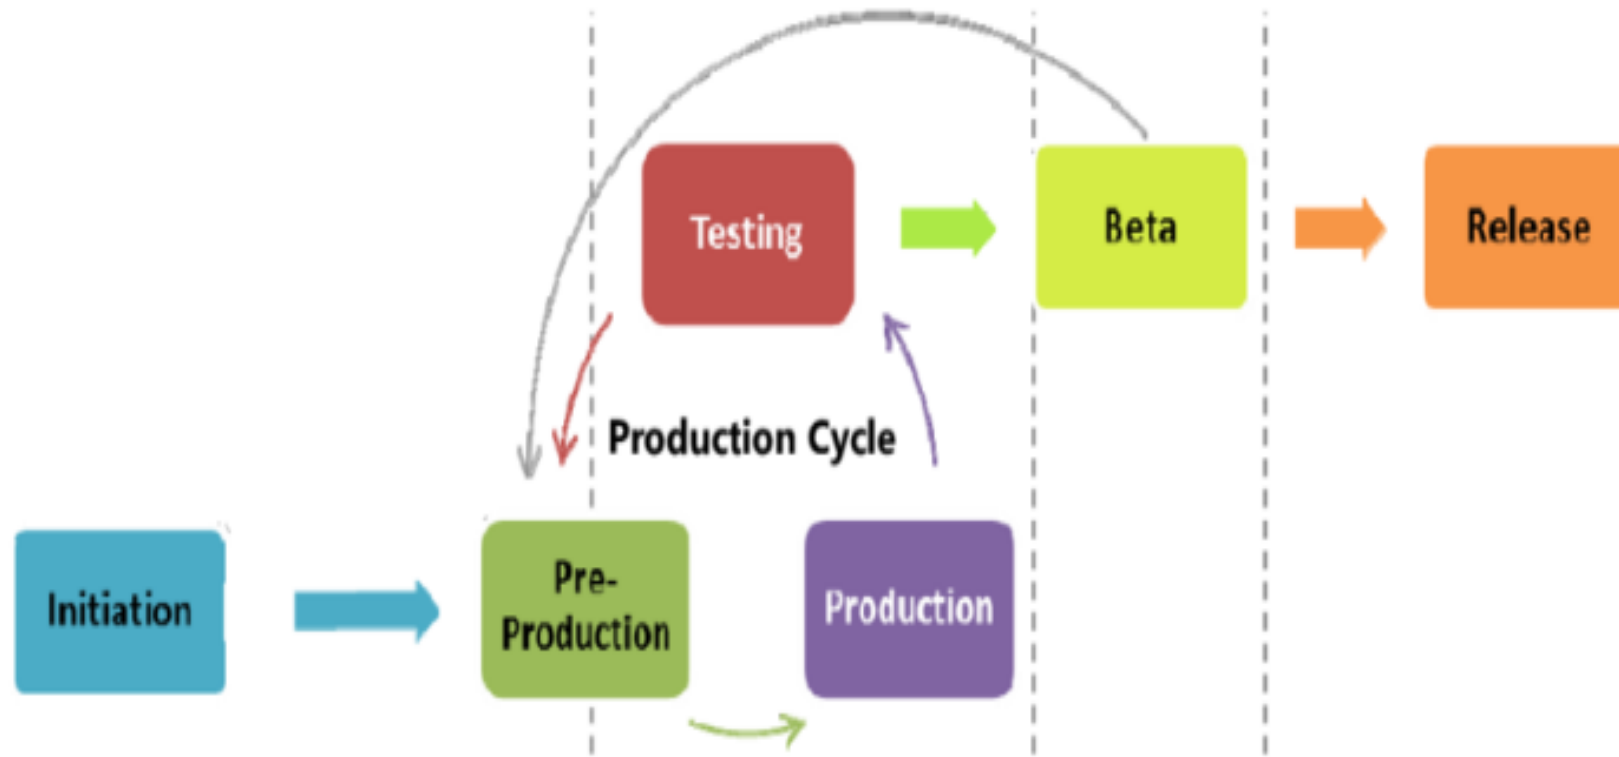 Testing
Beta
Release
Production Cycle
Initiation
Pre-
Production
Production